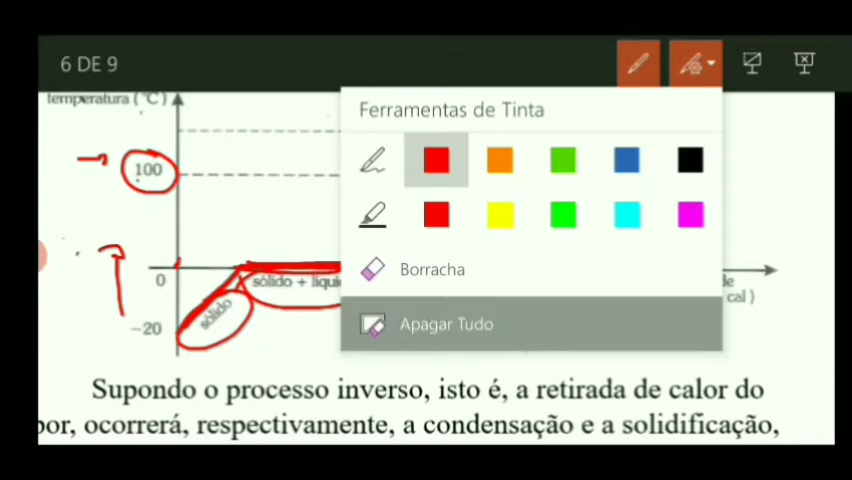 6 DE 9
temperatura (°C)
Ferramentas de Tinta
100
Borracha
0
sólido + líqui
de
cal)
sólido
−20
Apagar Tudo
Supondo o processo inverso, isto é, a retirada de calor do
por, ocorrerá, respectivamente, a condensação e a solidificação,